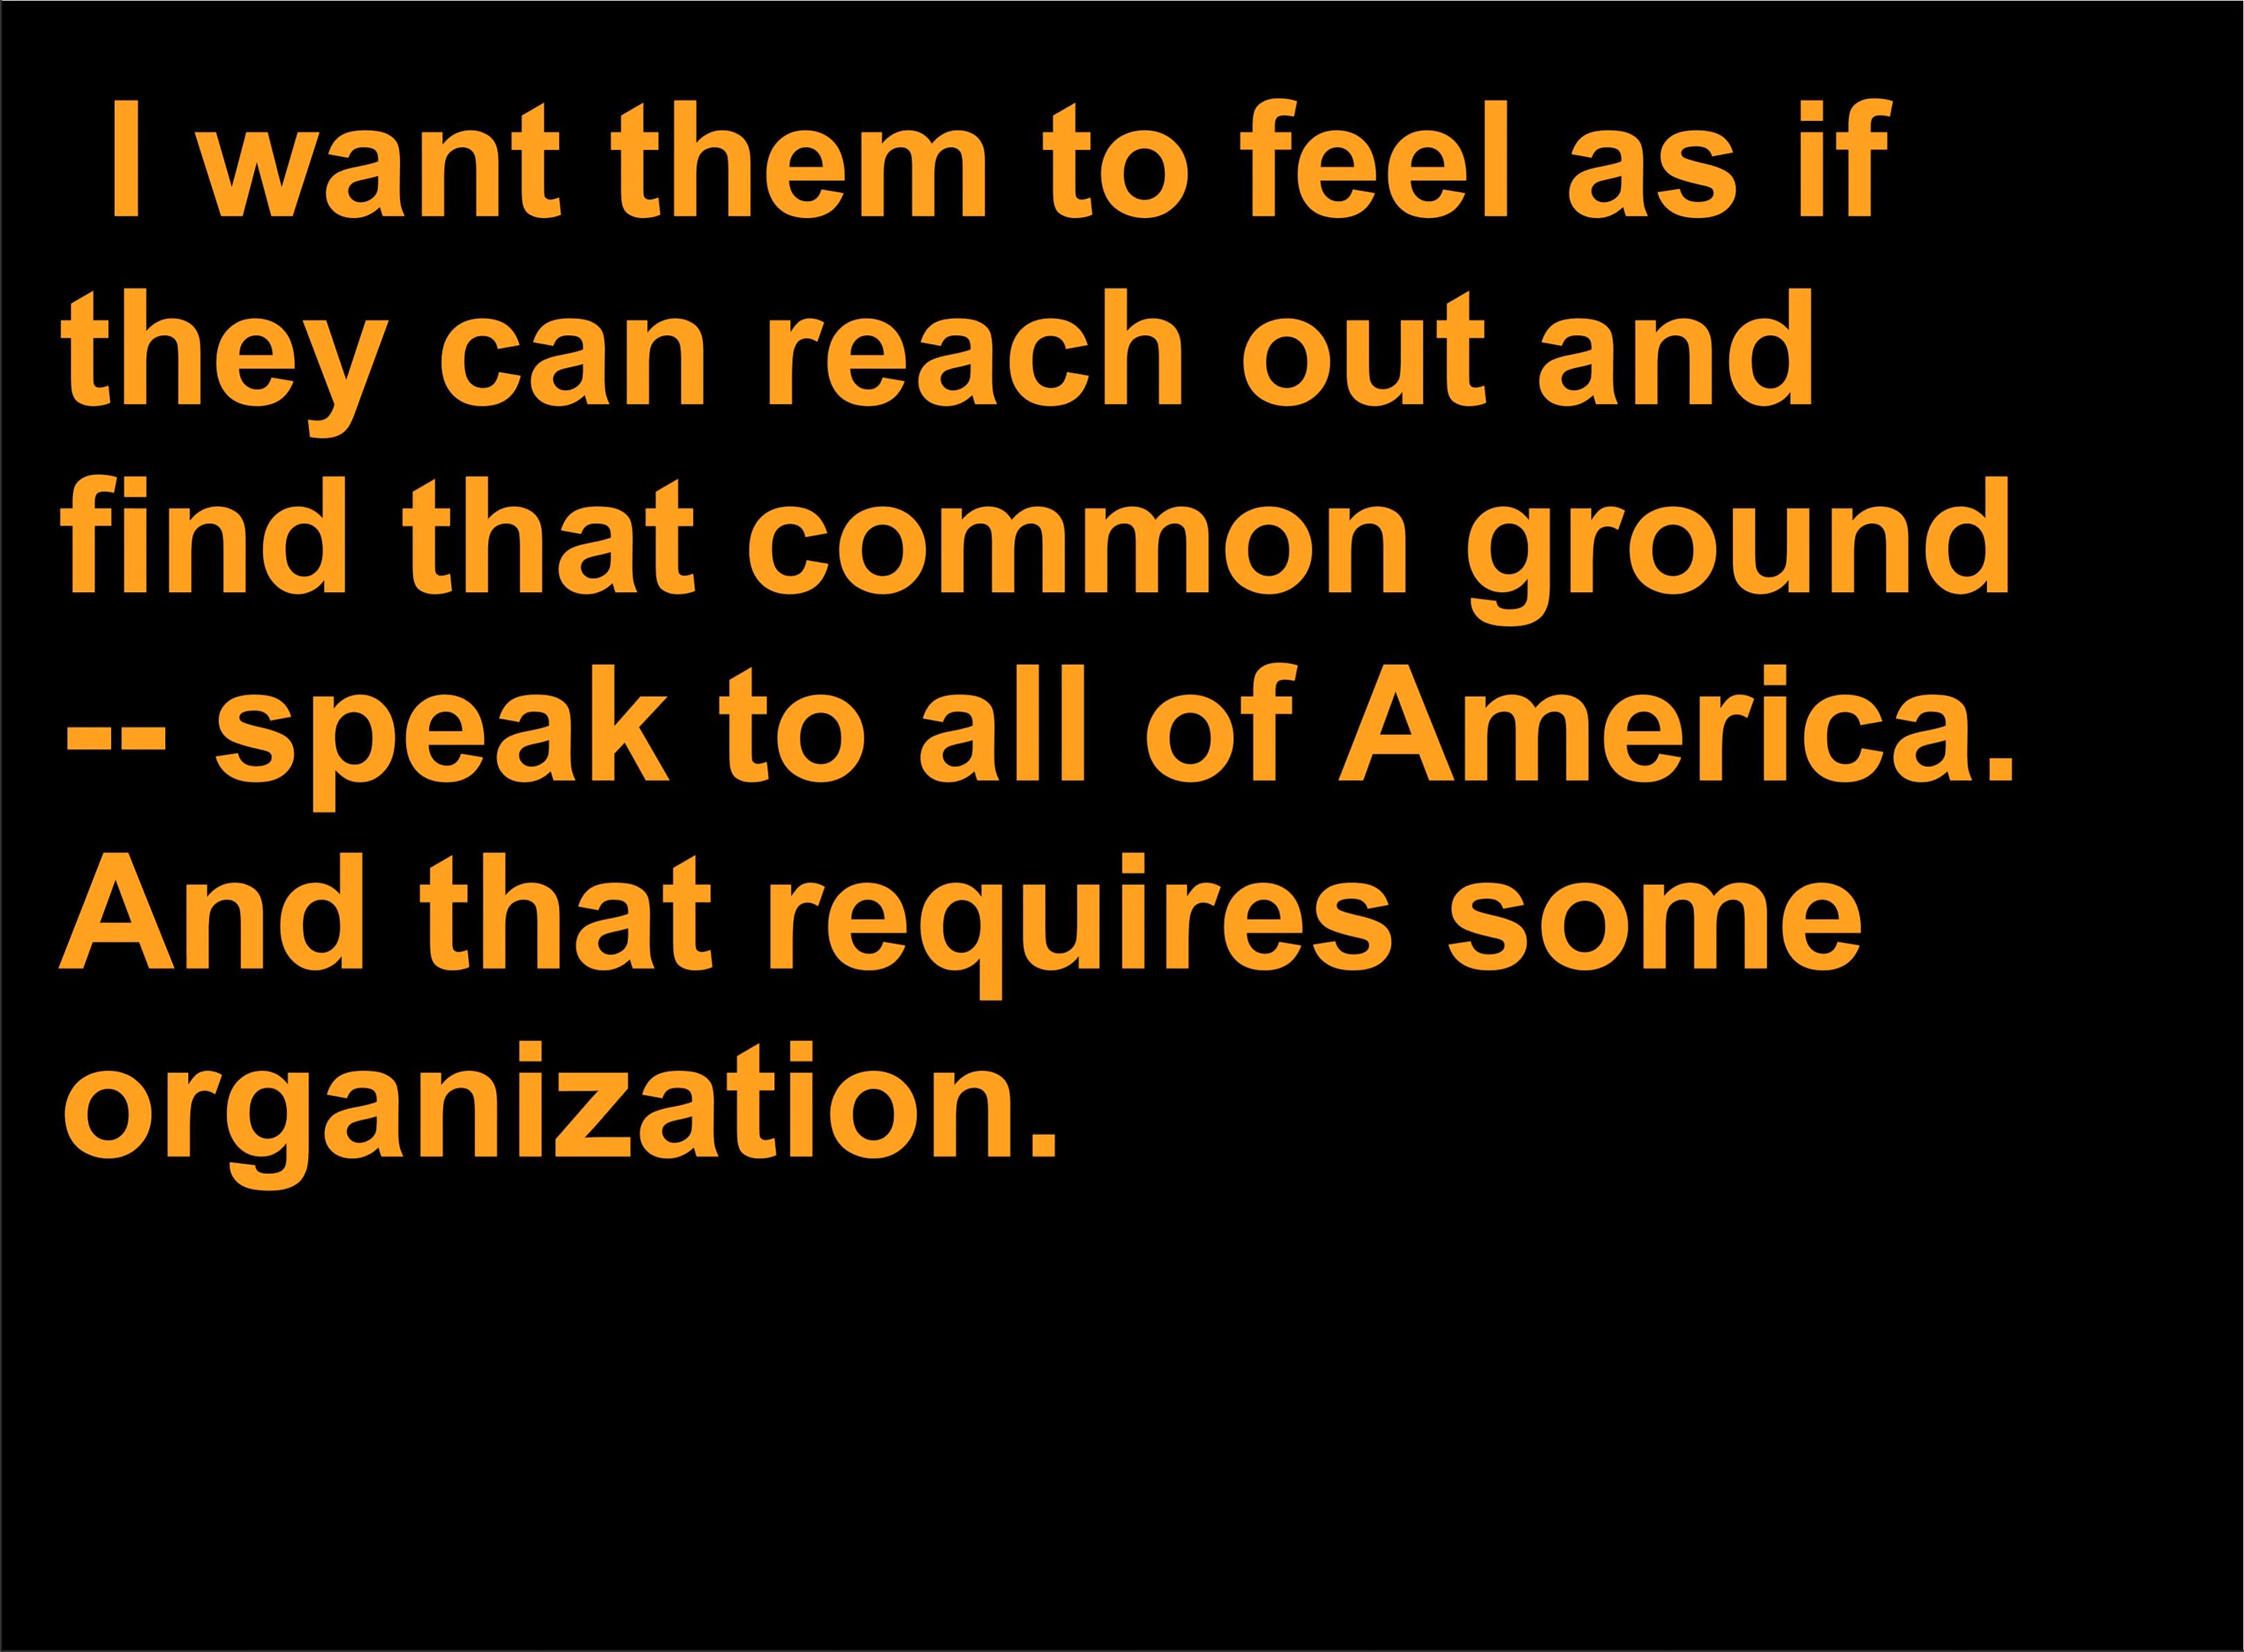 I want them to feel as if
they can reach out and
find that common ground
-- speak to all of America.
And that requires some
organization.